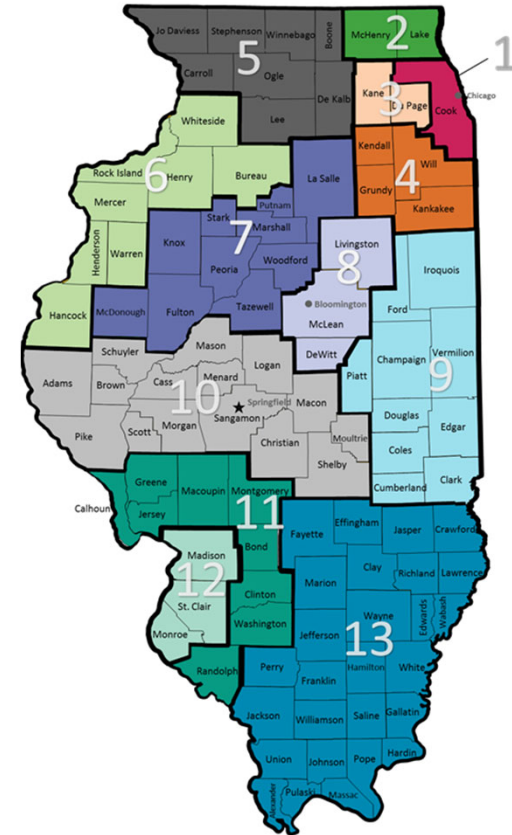 Jo Daviess
Stephenson
Winnebago
Boone
McHenry
Lake
2
1
5
Carroll
Ogle
De Kalb
Lee
Kane
3
Du Page
Cook
Chicago
Whiteside
Kendall
Will
4
Grundy
Kankakee
Rock Island
6
Henry
Bureau
La Salle
Mercer
Putnam
Stark
Marshall
7
Henderson
Warren
Knox
Peoria
Woodford
Livingston
8
Iroquois
Hancock
McDonough
Fulton
Tazewell
Bloomington
McLean
Ford
DeWitt
Schuyler
Mason
Logan
Piatt
Champaign
Vermilion
9
Adams
Brown
Cass
Menard
10
Springfield
Sangamon
Macon
Douglas
Edgar
Pike
Scott
Morgan
Christian
Moultrie
Coles
Shelby
Cumberland
Clark
Calhoun
Greene
Jersey
Macoupin
Montgomery
11
Fayette
Effingham
Jasper
Crawford
Madison
Bond
12
Clay
Richland
Lawrence
Marion
St. Clair
Clinton
Wayne
Edwards
Wabash
Washington
Jefferson
13
Monroe
Randolph
Perry
Hamilton
White
Franklin
Jackson
Williamson
Saline
Gallatin
Union
Johnson
Pope
Hardin
Alexander
Pulaski
Massac